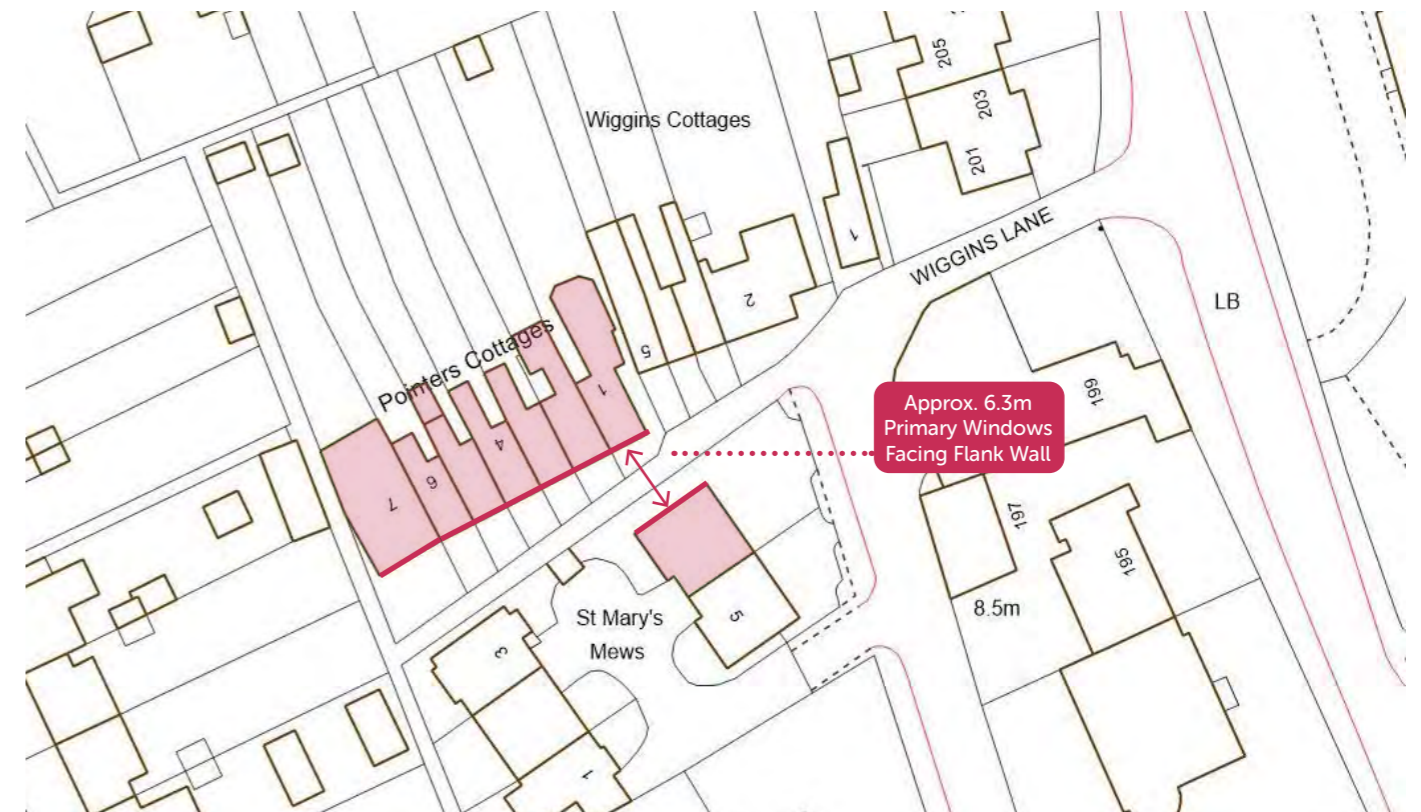 205
203
201
Wiggins Cottages
1
WIGGINS LANE
2
5
LB
Pointers Cottages
1
4
6
7
199
Approx. 6.3m
Primary Windows
Facing Flank Wall
197
195
8.5m
St Mary's
Mews
5
3
1